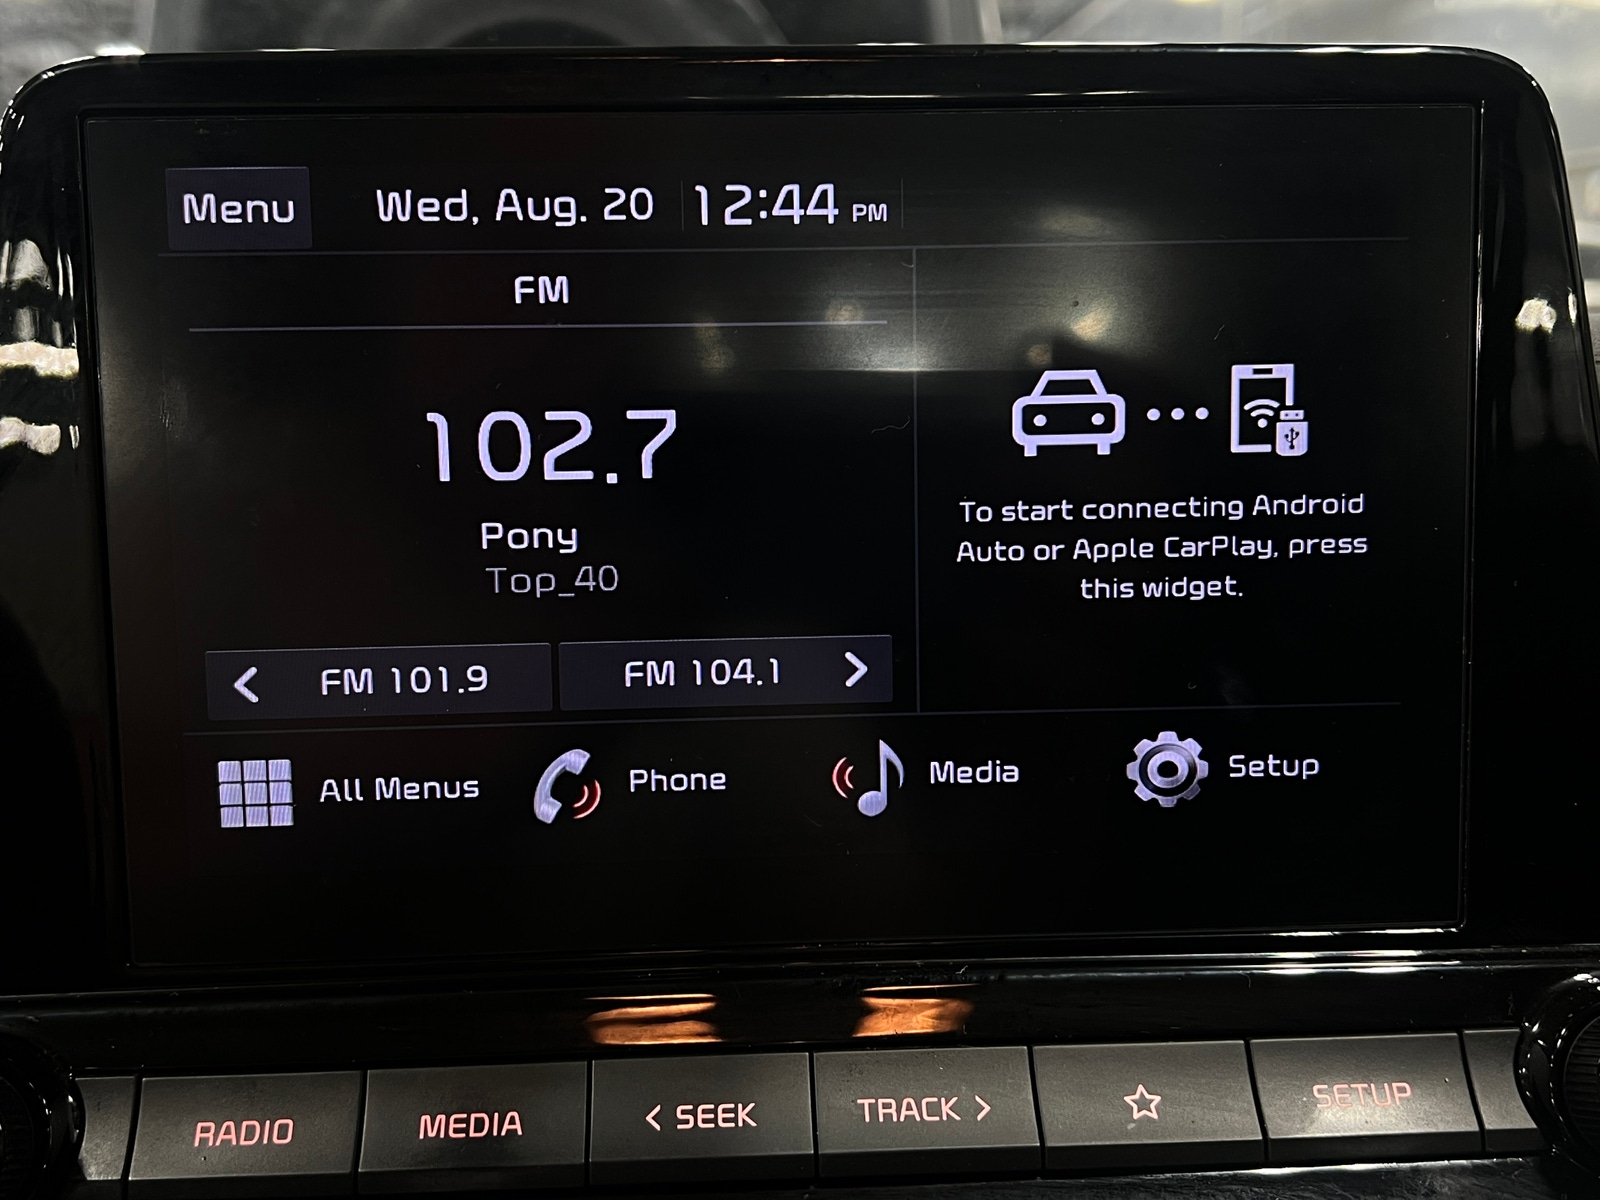 Menu
Wed, Aug. 20
12:44 PM
FM
102.7
Pony
Top_40
To start connecting Android
Auto or Apple CarPlay, press
this widget.
< FM 101.9
FM 104.1 >
All Menus
Phone
Media
Setup
RADIO
MEDIA
< SEEK
TRACK >
SETUP